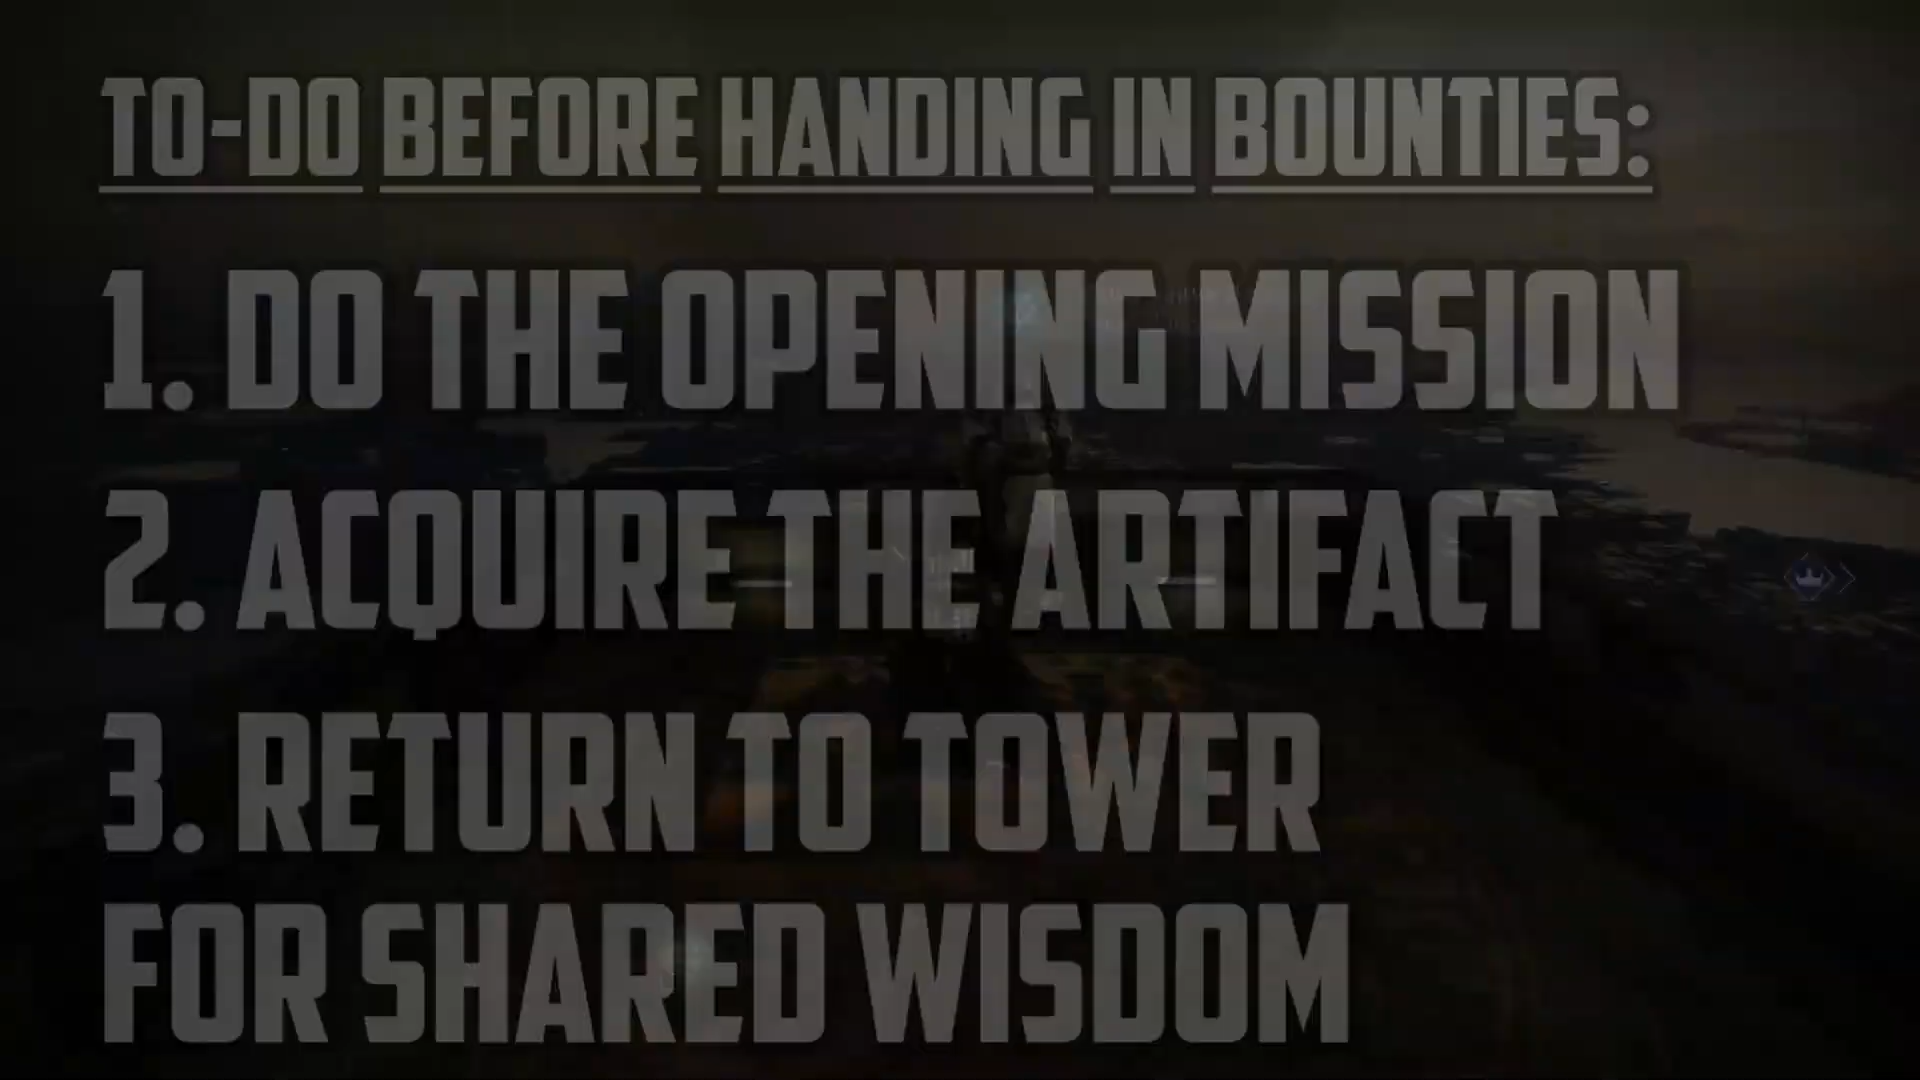 TO-DO BEFORE HANDING IN BOUNTIES:
1. DO THE OPENING MISSION
2. ACQUIRE THE ARTIFACT
3. RETURN TO TOWER
FOR SHARED WISDOM